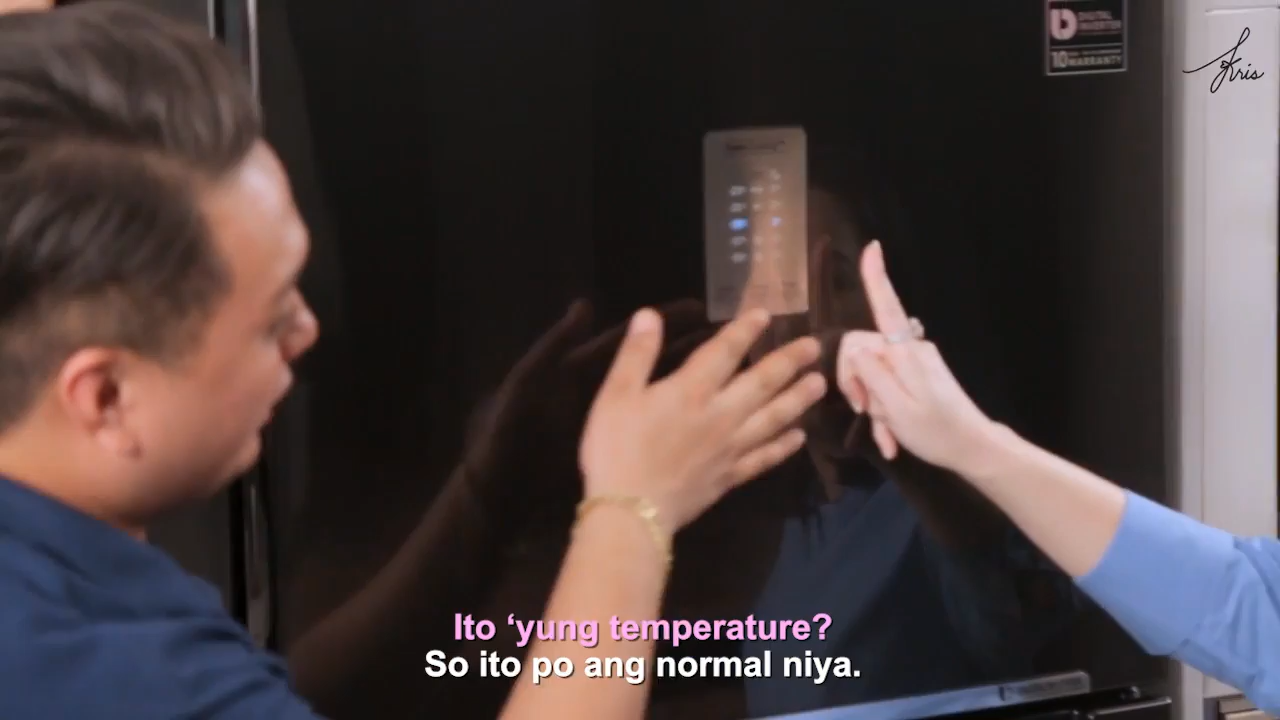 DIGITAL
INVERTER
10
WARRANTY
Kris
Ito ‘yung temperature?
So ito po ang normal niya.